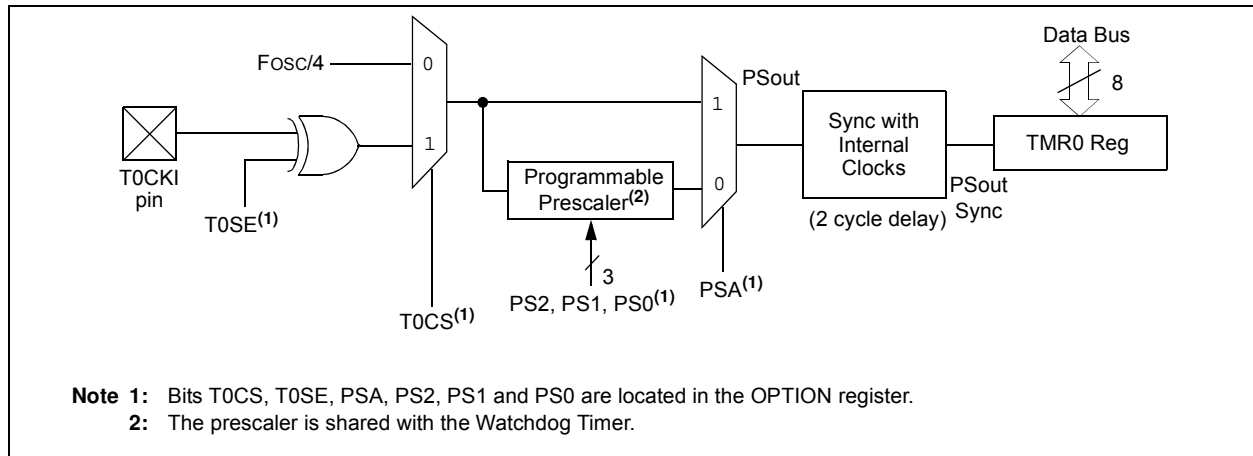 Data Bus
8
FOSC/4
0
PSout
1
1
T0CKI
pin
T0SE(1)
Programmable
Prescaler(2)
0
Sync with
Internal
Clocks
TMR0 Reg
PSout
Sync
(2 cycle delay)
3
PS2, PS1, PS0(1)
PSA(1)
T0CS(1)
Note 1: Bits T0CS, T0SE, PSA, PS2, PS1 and PS0 are located in the OPTION register.
2: The prescaler is shared with the Watchdog Timer.